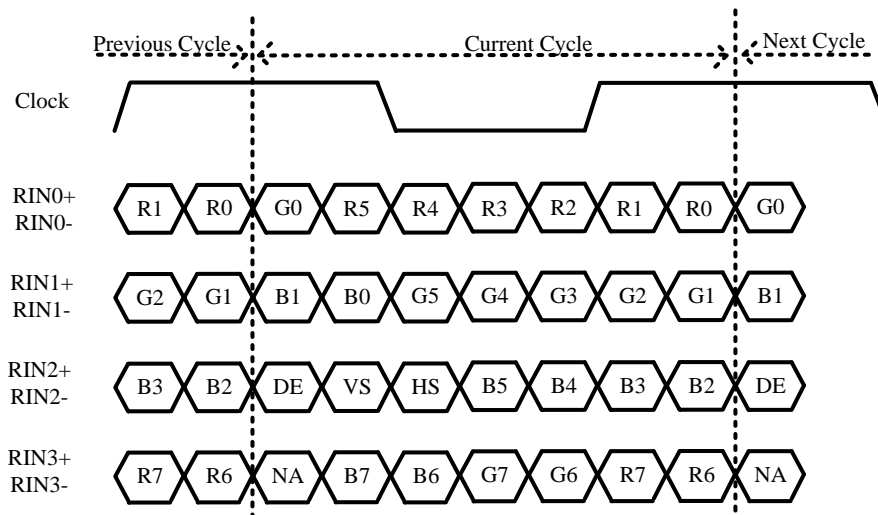 Previous Cycle Current Cycle Next Cycle
Clock
RIN0+
RIN0-
R1 R0 G0 R5 R4 R3 R2 R1 R0 G0
RIN1+
RIN1-
G2 G1 B1 B0 G5 G4 G3 G2 G1 B1
RIN2+
RIN2-
B3 B2 DE VS HS B5 B4 B3 B2 DE
RIN3+
RIN3-
R7 R6 NA B7 B6 G7 G6 R7 R6 NA